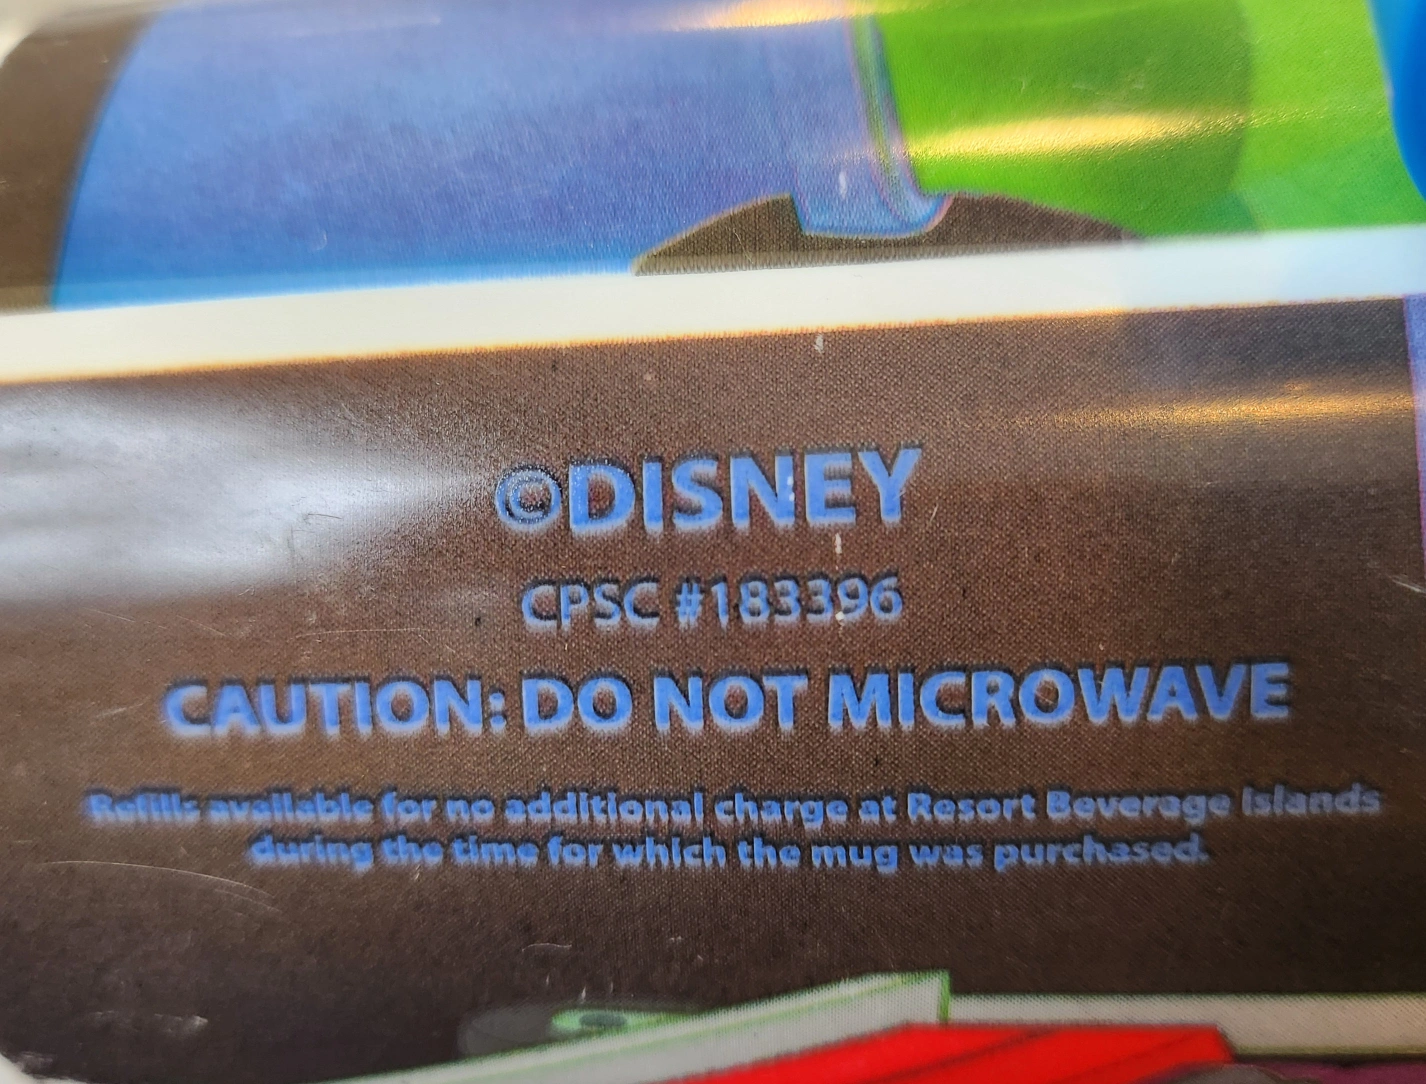 ©DISNEY
CPSC #183396
CAUTION: DO NOT MICROWAVE
Refills available for no additional charge at Resort Beverage Islands
during the time for which the mug was purchased.